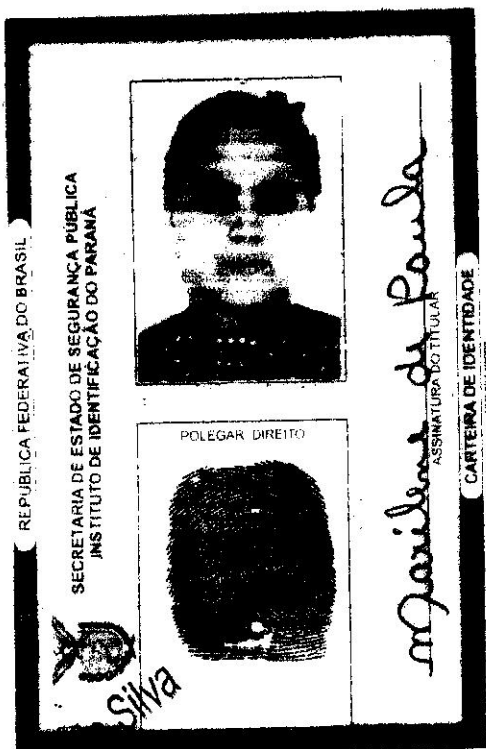 REPÚBLICA FEDERATIVA DO BRASIL
SECRETARIA DE ESTADO DE SEGURANÇA PÚBLICA
INSTITUTO DE IDENTIFICAÇÃO DO PARANÁ
Silva
POLEGAR DIREITO
Marilene de Paula
ASSINATURA DO TITULAR
CARTEIRA DE IDENTIDADE